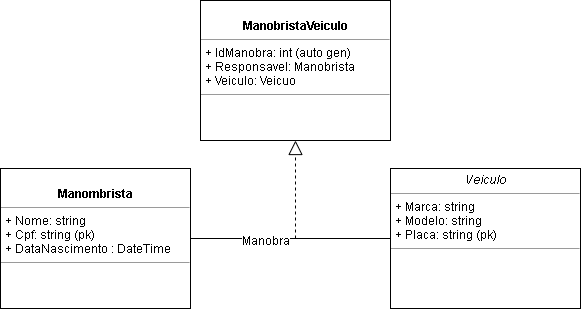 ManobristaVeiculo
+ IdManobra: int (auto gen)
+ Responsavel: Manobrista
+ Veiculo: Veicuo
Manombrista
+ Nome: string
+ Cpf: string (pk)
+ DataNascimento : DateTime
Manobra
Veiculo
+ Marca: string
+ Modelo: string
+ Placa: string (pk)